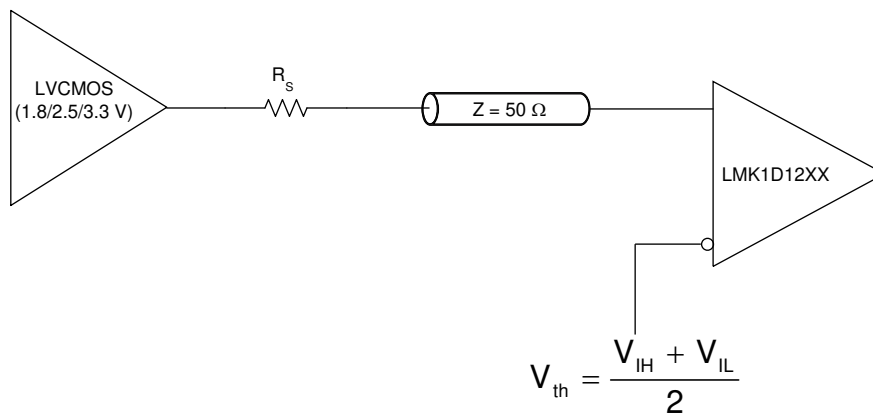 R_S
LVCMOS
(1.8/2.5/3.3 V)
Z = 50 Ω
LMK1D12XX
V_th = (V_IH + V_IL) / 2